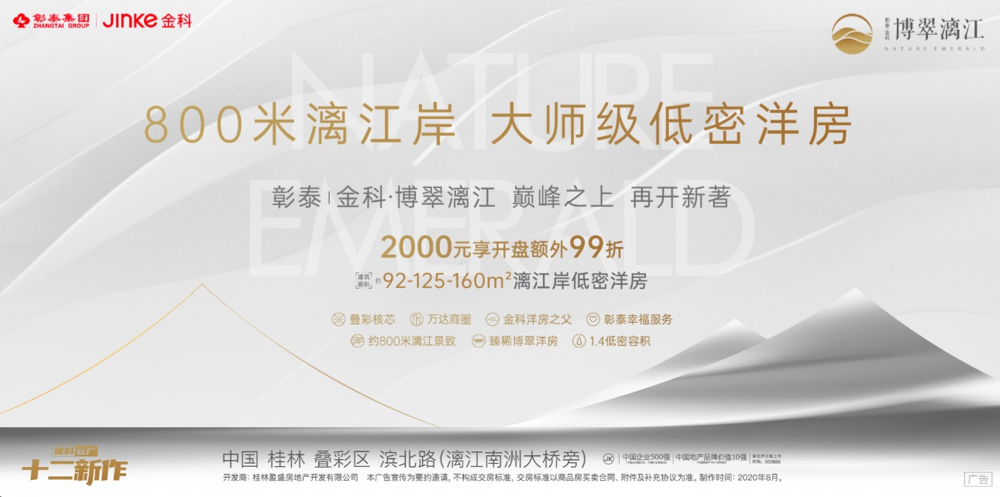 彰泰集团 ZHANGTAI GROUP JINKE 金科
彰泰 金科 博翠漓江
NATURE EMERALD
NATURE
800米漓江岸 大师级低密洋房
EMERALD
彰泰|金科·博翠漓江 巅峰之上 再开新著
2000元享开盘额外99折
建筑面积 约92-125-160m²漓江岸低密洋房
叠彩核芯 万达商圈 金科洋房之父 彰泰幸福服务
约800米漓江景致 臻稀博翠洋房 1.4低密容积
金科云广
十二新作
中国 桂林 叠彩区 滨北路(漓江南洲大桥旁) JK 中国企业500强 中国地产品牌价值10强 代码:000656
开发商:桂林盈盛房地产开发有限公司 本广告宣传为要约邀请,不构成交房标准,交房标准以商品房买卖合同、附件及补充协议为准。制作时间:2020年8月。
广告